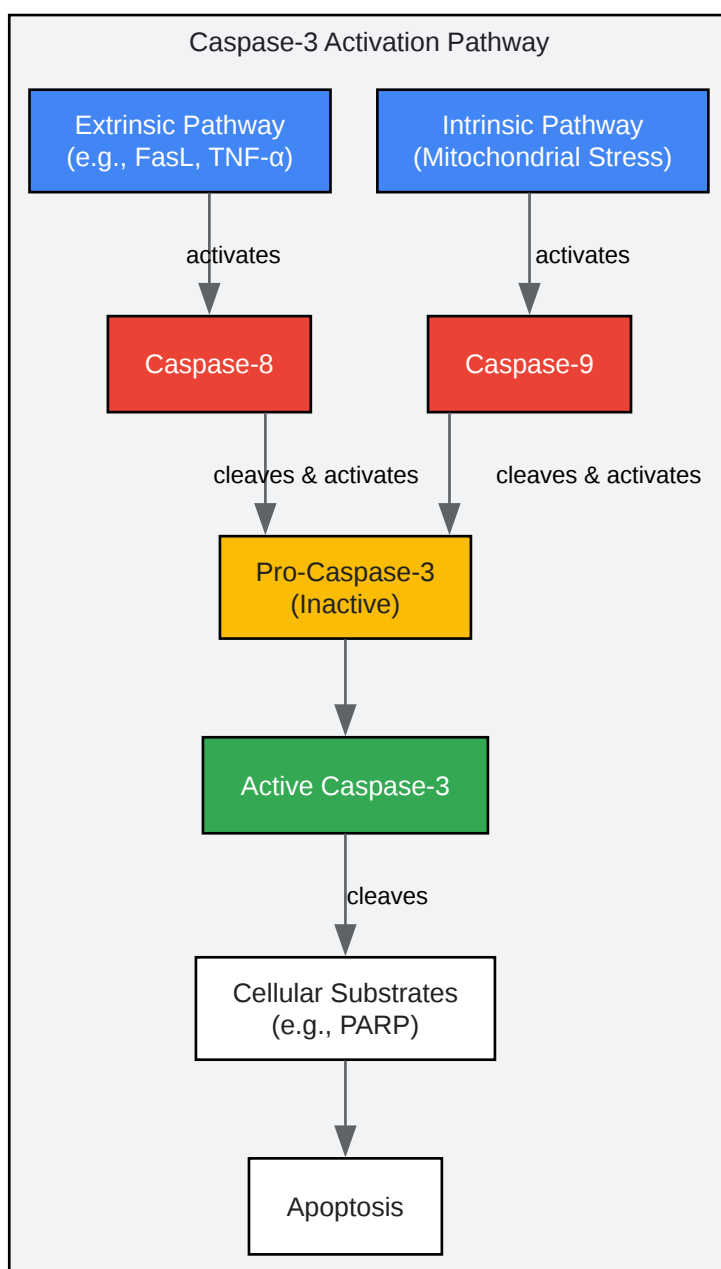 Caspase-3 Activation Pathway
Extrinsic Pathway
(e.g., FasL, TNF-α)
Intrinsic Pathway
(Mitochondrial Stress)
activates
activates
Caspase-8
Caspase-9
cleaves & activates
cleaves & activates
Pro-Caspase-3
(Inactive)
Active Caspase-3
cleaves
Cellular Substrates
(e.g., PARP)
Apoptosis